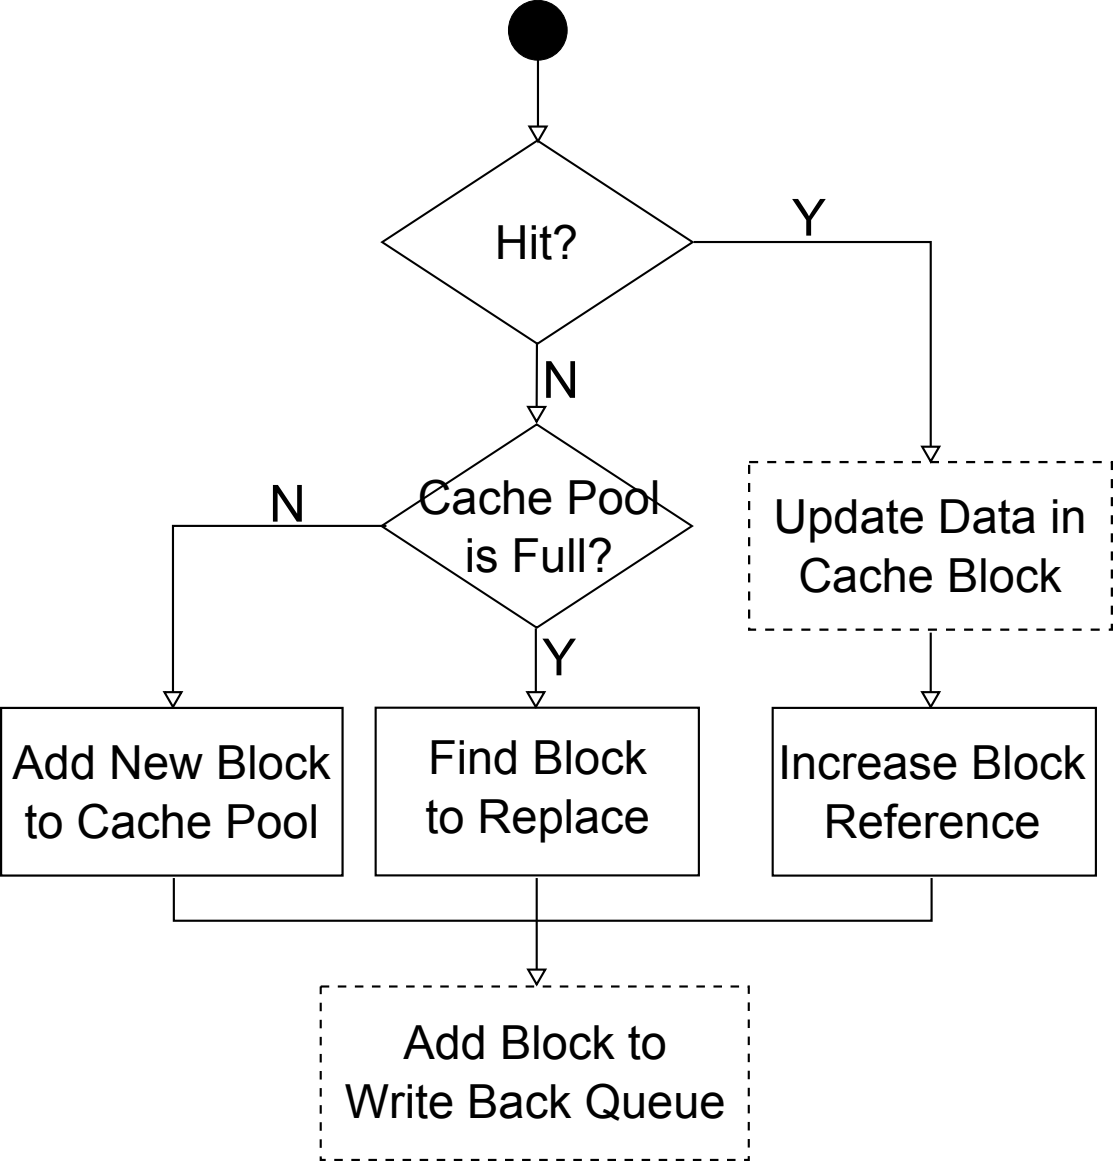 Hit?
Y
N
Cache Pool
is Full?
N
Y
Update Data in
Cache Block
Add New Block
to Cache Pool
Find Block
to Replace
Increase Block
Reference
Add Block to
Write Back Queue